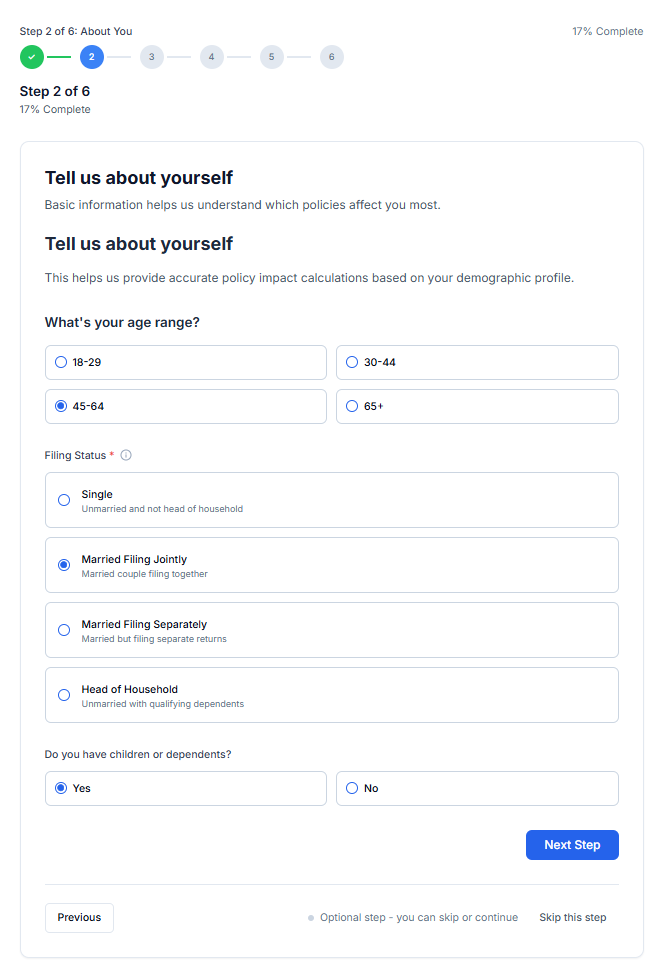 Step 2 of 6: About You
17% Complete
2
3
4
5
6
Step 2 of 6
17% Complete
Tell us about yourself
Basic information helps us understand which policies affect you most.
Tell us about yourself
This helps us provide accurate policy impact calculations based on your demographic profile.
What's your age range?
18-29
30-44
45-64
65+
Filing Status *
Single
Unmarried and not head of household
Married Filing Jointly
Married couple filing together
Married Filing Separately
Married but filing separate returns
Head of Household
Unmarried with qualifying dependents
Do you have children or dependents?
Yes
No
Next Step
Previous
Optional step - you can skip or continue
Skip this step